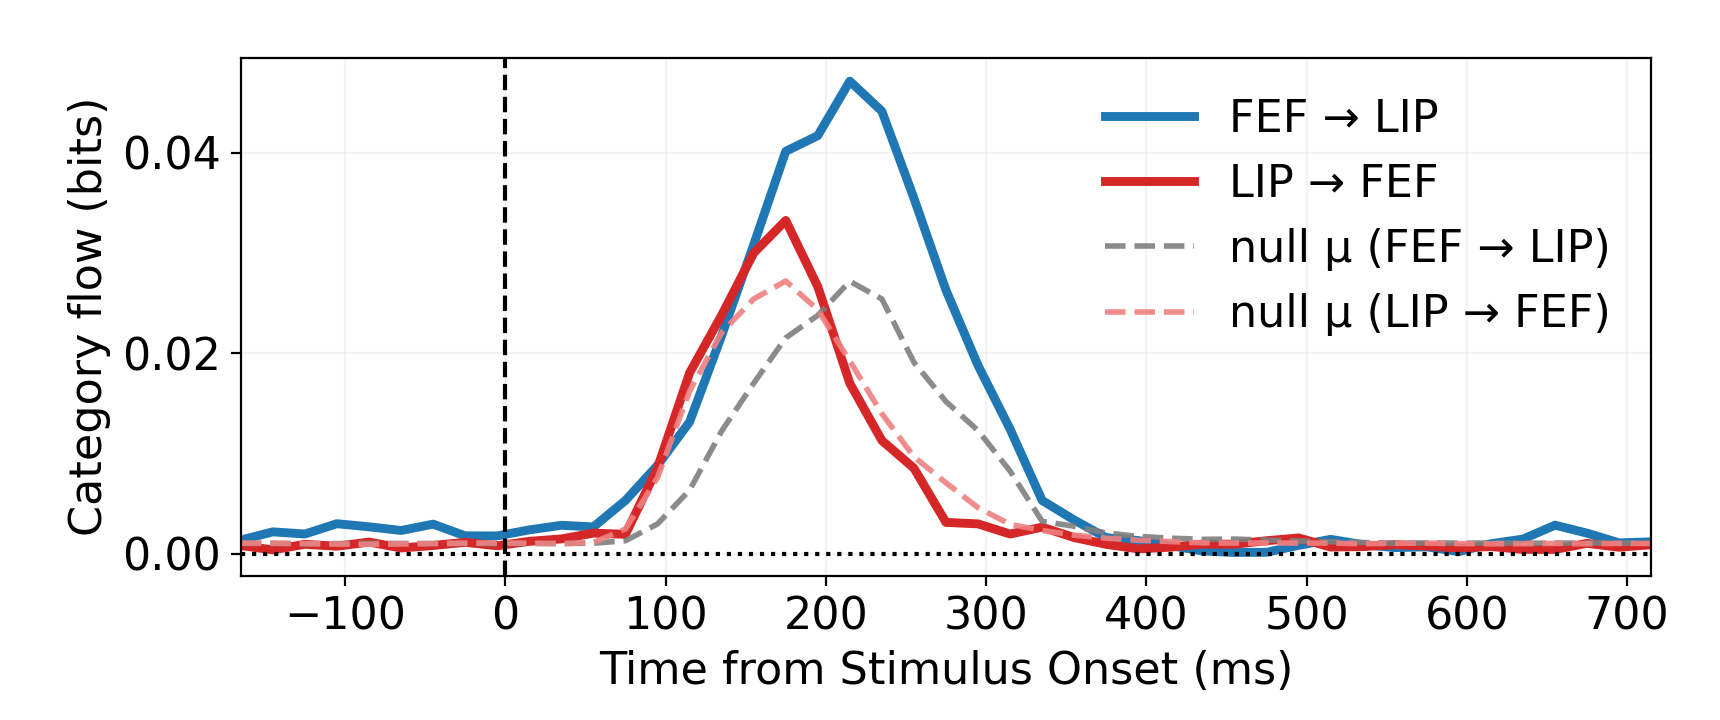 Category flow (bits)
0.04
0.02
0.00
FEF → LIP
LIP → FEF
null μ (FEF → LIP)
null μ (LIP → FEF)
−100 0 100 200 300 400 500 600 700
Time from Stimulus Onset (ms)